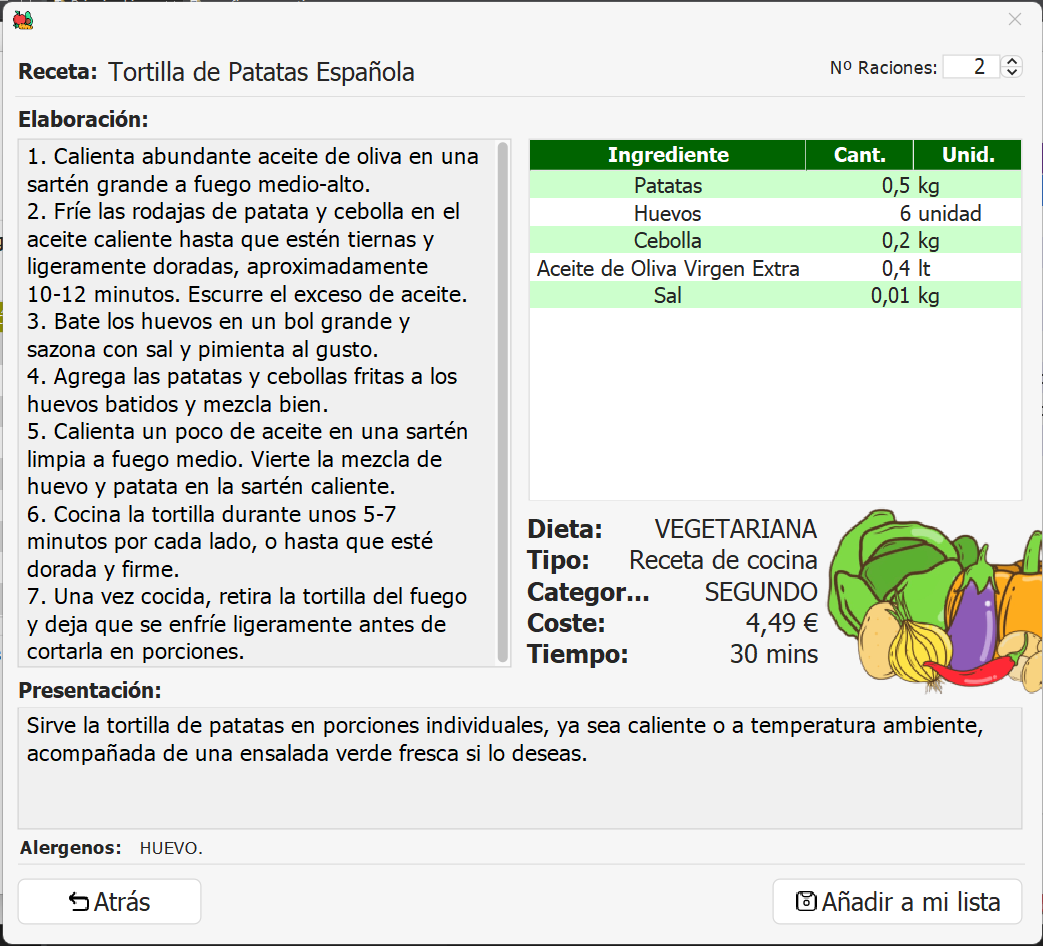 Receta: Tortilla de Patatas Española
Nº Raciones: 2
Elaboración:
1. Calienta abundante aceite de oliva en una
sartén grande a fuego medio-alto.
2. Fríe las rodajas de patata y cebolla en el
aceite caliente hasta que estén tiernas y
ligeramente doradas, aproximadamente
10-12 minutos. Escurre el exceso de aceite.
3. Bate los huevos en un bol grande y
sazona con sal y pimienta al gusto.
4. Agrega las patatas y cebollas fritas a los
huevos batidos y mezcla bien.
5. Calienta un poco de aceite en una sartén
limpia a fuego medio. Vierte la mezcla de
huevo y patata en la sartén caliente.
6. Cocina la tortilla durante unos 5-7
minutos por cada lado, o hasta que esté
dorada y firme.
7. Una vez cocida, retira la tortilla del fuego
y deja que se enfríe ligeramente antes de
cortarla en porciones.
Ingrediente Cant. Unid.
Patatas 0,5 kg
Huevos 6 unidad
Cebolla 0,2 kg
Aceite de Oliva Virgen Extra 0,4 lt
Sal 0,01 kg
Dieta: VEGETARIANA
Tipo: Receta de cocina
Categor... SEGUNDO
Coste: 4,49 €
Tiempo: 30 mins
Presentación:
Sirve la tortilla de patatas en porciones individuales, ya sea caliente o a temperatura ambiente,
acompañada de una ensalada verde fresca si lo deseas.
Alergenos: HUEVO.
Atrás
Añadir a mi lista